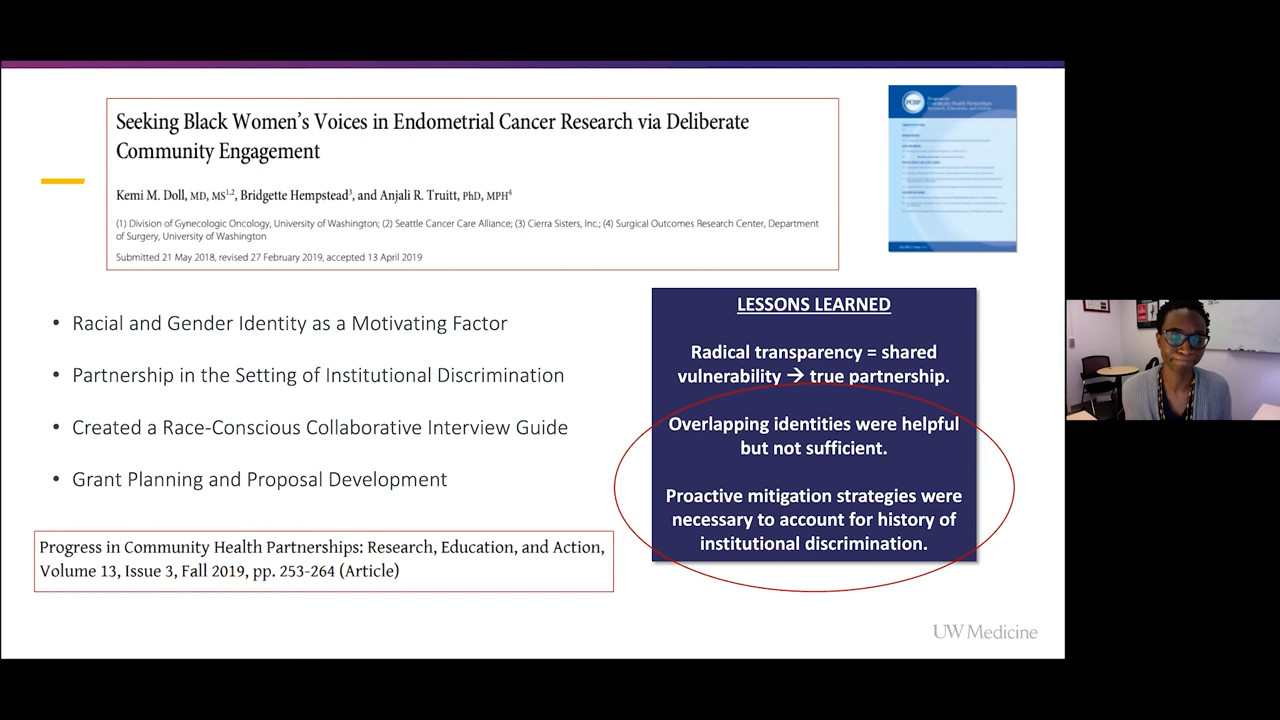 Seeking Black Women's Voices in Endometrial Cancer Research via Deliberate
Community Engagement
Kemi M. Doll, MD, MS1,2, Bridgette Hempstead3, and Anjali R. Truitt, PhD, MPH4
(1) Division of Gynecologic Oncology, University of Washington; (2) Seattle Cancer Care Alliance; (3) Cierra Sisters, Inc.; (4) Surgical Outcomes Research Center, Department
of Surgery, University of Washington
Submitted 21 May 2018, revised 27 February 2019, accepted 13 April 2019
• Racial and Gender Identity as a Motivating Factor
• Partnership in the Setting of Institutional Discrimination
• Created a Race-Conscious Collaborative Interview Guide
• Grant Planning and Proposal Development
Progress in Community Health Partnerships: Research, Education, and Action,
Volume 13, Issue 3, Fall 2019, pp. 253-264 (Article)
LESSONS LEARNED
Radical transparency = shared
vulnerability → true partnership.
Overlapping identities were helpful
but not sufficient.
Proactive mitigation strategies were
necessary to account for history of
institutional discrimination.
UW Medicine